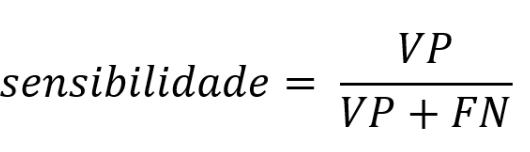 sensibilidade = VP / VP + FN